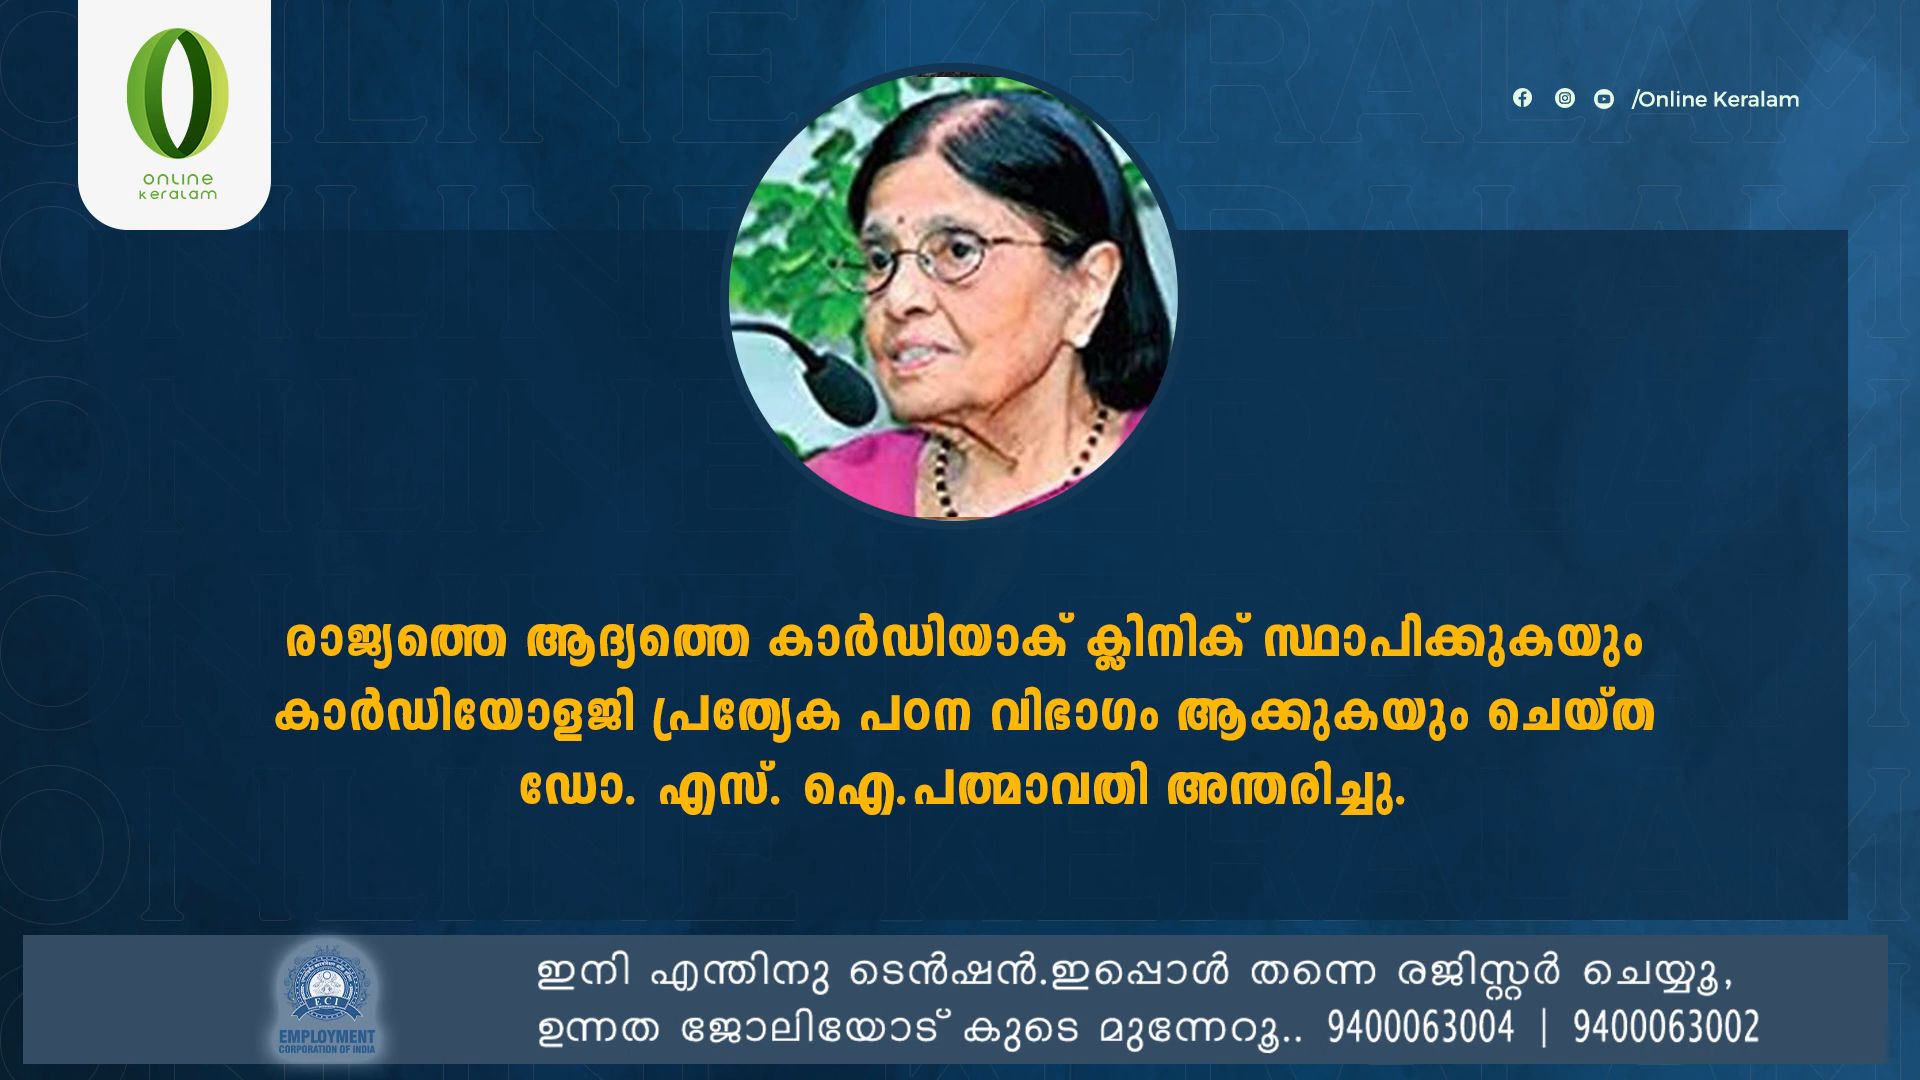 ONLINE
KERALAM
/Online Keralam
രാജ്യത്തെ ആദ്യത്തെ കാർഡിയാക് ക്ലിനിക് സ്ഥാപിക്കുകയും
കാർഡിയോളജി പ്രത്യേക പഠന വിഭാഗം ആക്കുകയും ചെയ്ത
ഡോ. എസ്. ഐ.പത്മാവതി അന്തരിച്ചു.
ECI
EMPLOYMENT
CORPORATION OF INDIA
ഇനി എന്തിനു ടെൻഷൻ.ഇപ്പൊൾ തന്നെ രജിസ്റ്റർ ചെയ്യൂ,
ഉന്നത ജോലിയോട് കുടെ മുന്നേറൂ.. 9400063004 | 9400063002